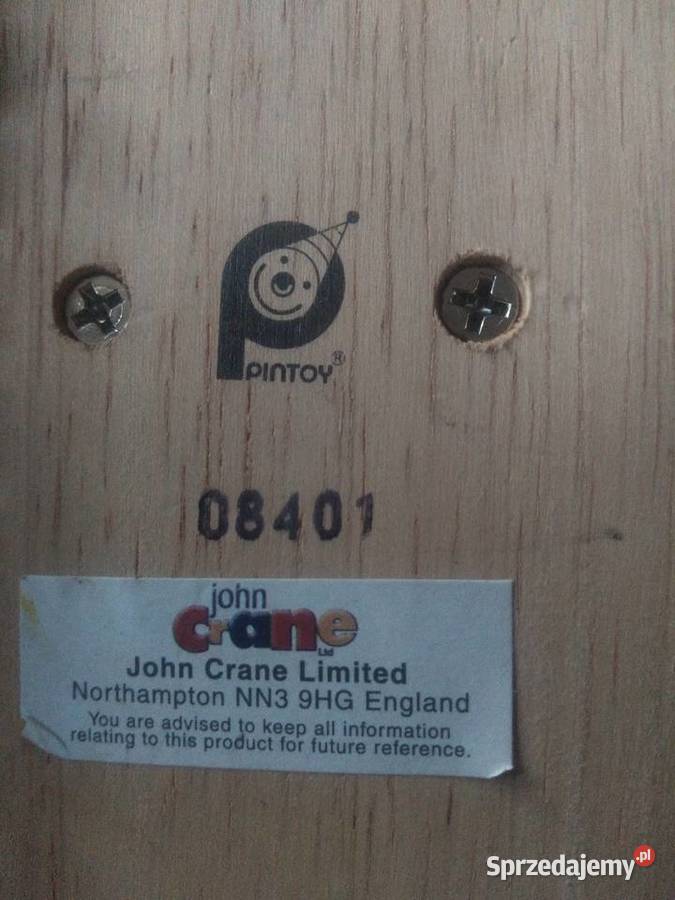 PINTOY®
08401
john
crane
Ltd
John Crane Limited
Northampton NN3 9HG England
You are advised to keep all information
relating to this product for future reference.
Sprzedajemy.pl